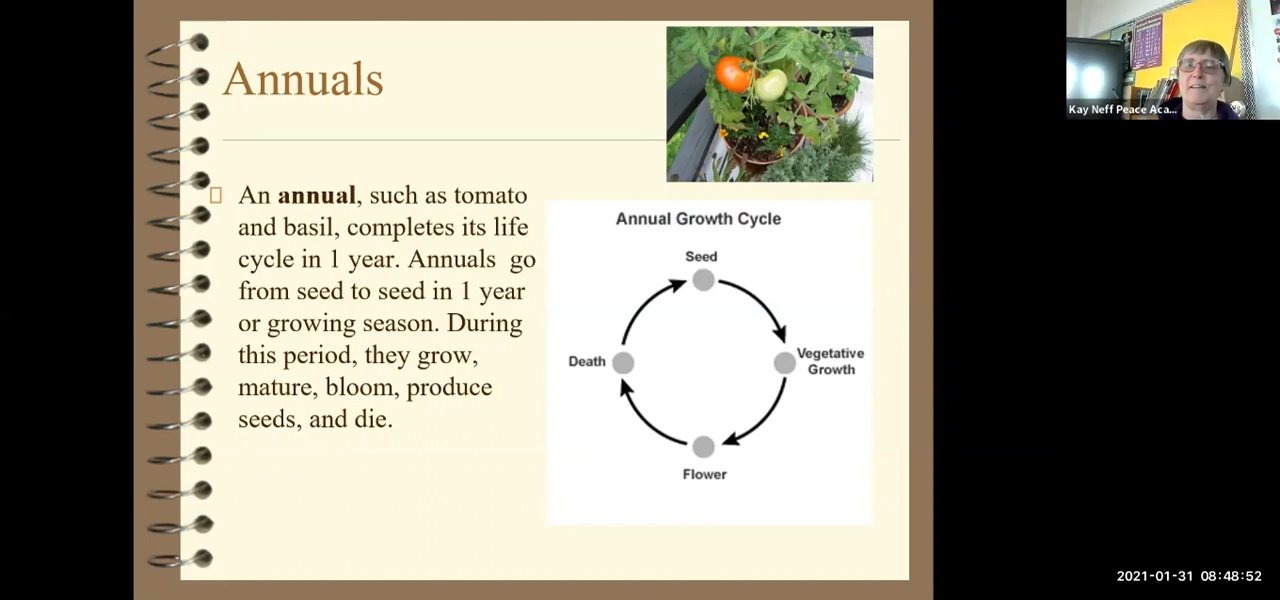 Annuals
An annual, such as tomato
and basil, completes its life
cycle in 1 year. Annuals go
from seed to seed in 1 year
or growing season. During
this period, they grow,
mature, bloom, produce
seeds, and die.
Annual Growth Cycle
Seed
Vegetative
Growth
Flower
Death
Kay Neff Peace Aca...
2021-01-31 08:48:52